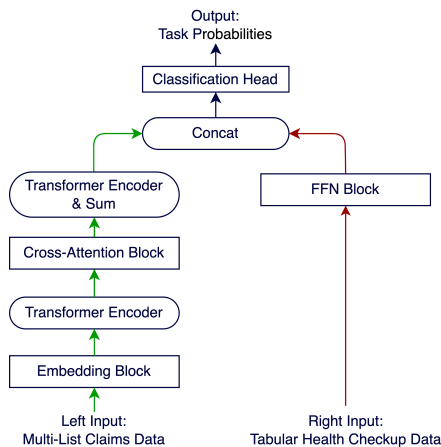 Output:
Task Probabilities
Classification Head
Concat
Transformer Encoder
& Sum
FFN Block
Cross-Attention Block
Transformer Encoder
Embedding Block
Left Input:
Multi-List Claims Data
Right Input:
Tabular Health Checkup Data